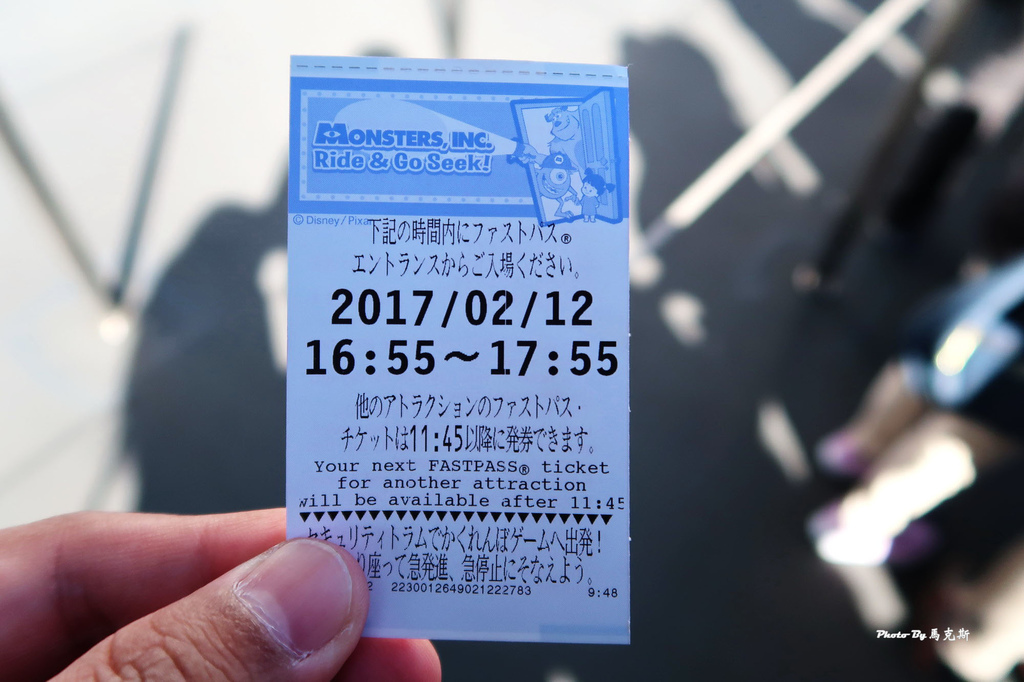 MONSTERS, INC.
Ride & Go Seek!
© Disney/Pixar
下記の時間内にファストパス®
エントランスからご入場ください。
2017/02/12
16:55～17:55
他のアトラクションのファストパス・
チケットは11:45以降に発券できます。
Your next FASTPASS® ticket
for another attraction
will be available after 11:45
セキュリティトラムでかくれんぼゲームへ出発！
座って急発進、急停止にそなえよう。
2230012649021222783 9:48
Photo By 馬克斯